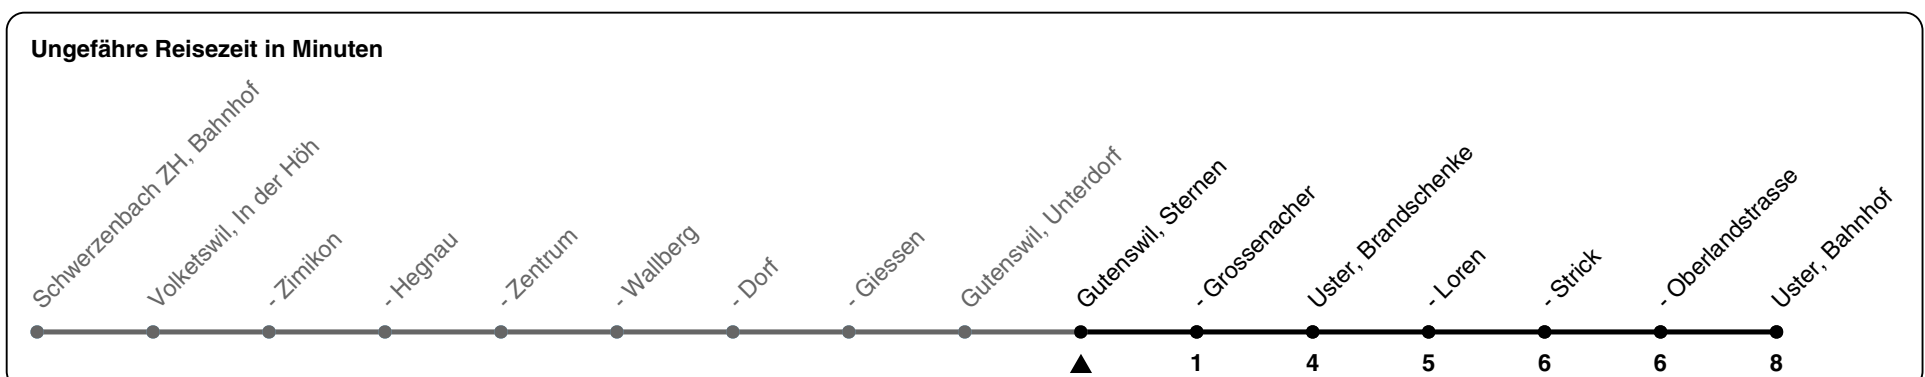 Ungefähre Reisezeit in Minuten
Schwerzenbach ZH, Bahnhof
Volketswil, In der Höh
- Zimikon
- Hegnau
- Zentrum
- Wallberg
- Dorf
- Giessen
Gutenswil, Unterdorf
Gutenswil, Sternen
- Grossenacher
Uster, Brandschenke
- Loren
- Strick
- Oberlandstrasse
Uster, Bahnhof
1 4 5 6 6 8